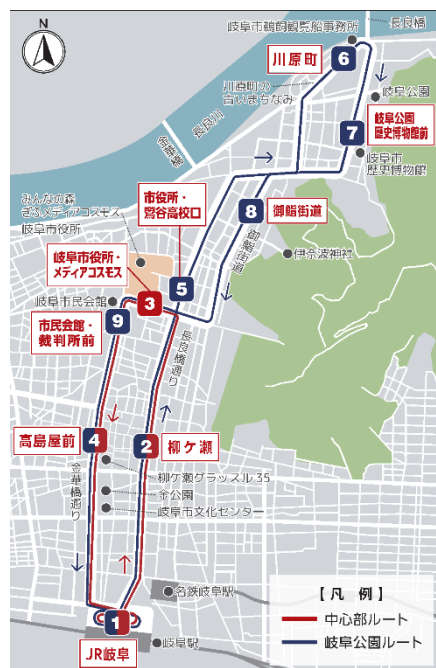 N
岐阜市鵜飼観覧船事務所
長良橋
川原町
6
川原町の
古いまちなみ
長良川
金華橋
岐阜公園
7
岐阜公園
歴史博物館前
岐阜市
歴史博物館
市役所・
鶯谷高校口
8
御鮨街道
御鮨街道
伊奈波神社
みんなの森
ぎふメディアコスモス
岐阜市役所
岐阜市役所・
メディアコスモス
5
3
岐阜市民会館
9
市民会館・
裁判所前
長良橋通り
高島屋前
4
2
柳ケ瀬
柳ケ瀬グラッスル35
金公園
岐阜市文化センター
金華橋通り
名鉄岐阜駅
1
JR岐阜
岐阜駅
【凡 例】
中心部ルート
岐阜公園ルート